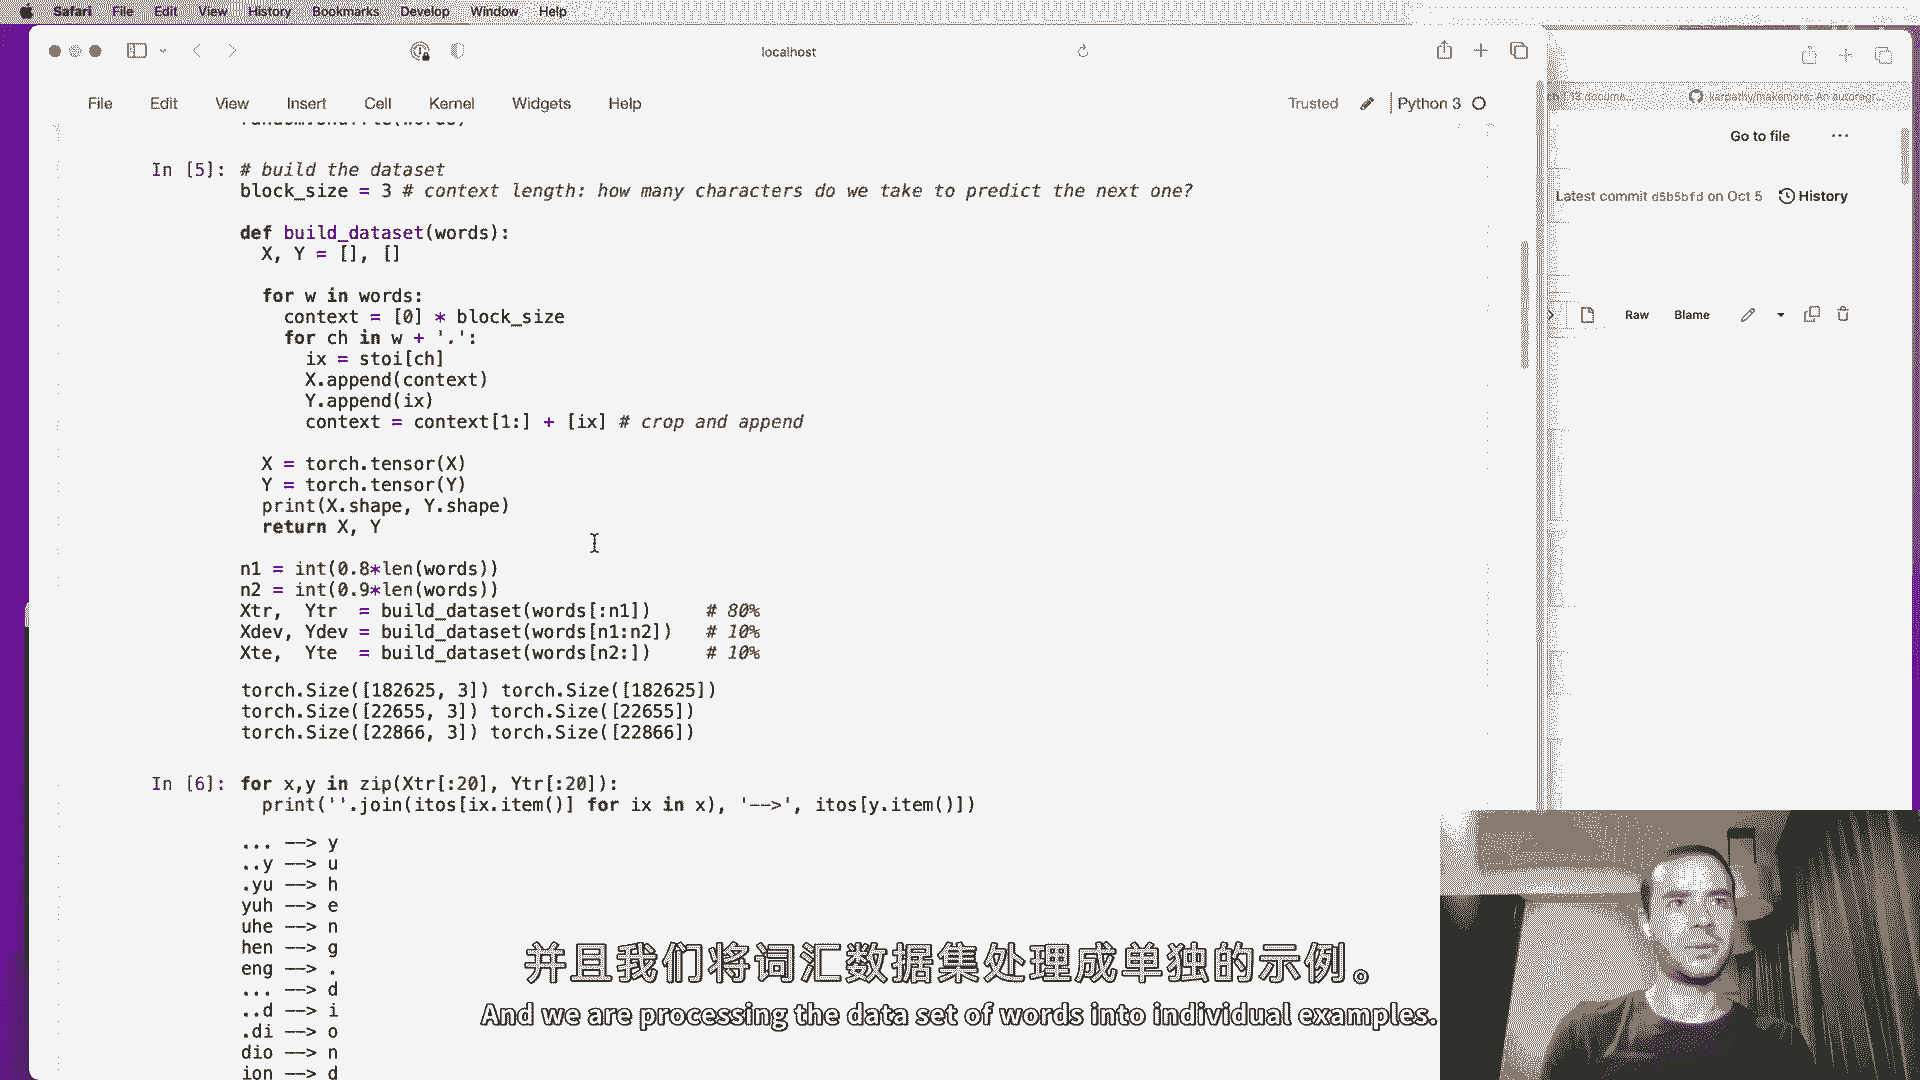 Safari File Edit View History Bookmarks Develop Window Help
localhost
File Edit View Insert Cell Kernel Widgets Help
Trusted Python 3
karpathy/makemore: An autoregr...
Go to file
Latest commit d5b5bfd on Oct 5 History
Raw Blame
In [5]: # build the dataset
block_size = 3 # context length: how many characters do we take to predict the next one?
def build_dataset(words):
X, Y = [], []
for w in words:
context = [0] * block_size
for ch in w + '.':
ix = stoi[ch]
X.append(context)
Y.append(ix)
context = context[1:] + [ix] # crop and append
X = torch.tensor(X)
Y = torch.tensor(Y)
print(X.shape, Y.shape)
return X, Y
n1 = int(0.8*len(words))
n2 = int(0.9*len(words))
Xtr, Ytr = build_dataset(words[:n1]) # 80%
Xdev, Ydev = build_dataset(words[n1:n2]) # 10%
Xte, Yte = build_dataset(words[n2:]) # 10%
torch.Size([182625, 3]) torch.Size([182625])
torch.Size([22655, 3]) torch.Size([22655])
torch.Size([22866, 3]) torch.Size([22866])
In [6]: for x,y in zip(Xtr[:20], Ytr[:20]):
print(''.join(itos[ix.item()] for ix in x), '-->', itos[y.item()])
... --> y
..y --> u
.yu --> h
yuh --> e
uhe --> n
hen --> g
eng --> .
... --> d
..d --> i
.di --> o
dio --> n
ion --> d
并且我们将词汇数据集处理成单独的示例。
And we are processing the data set of words into individual examples.